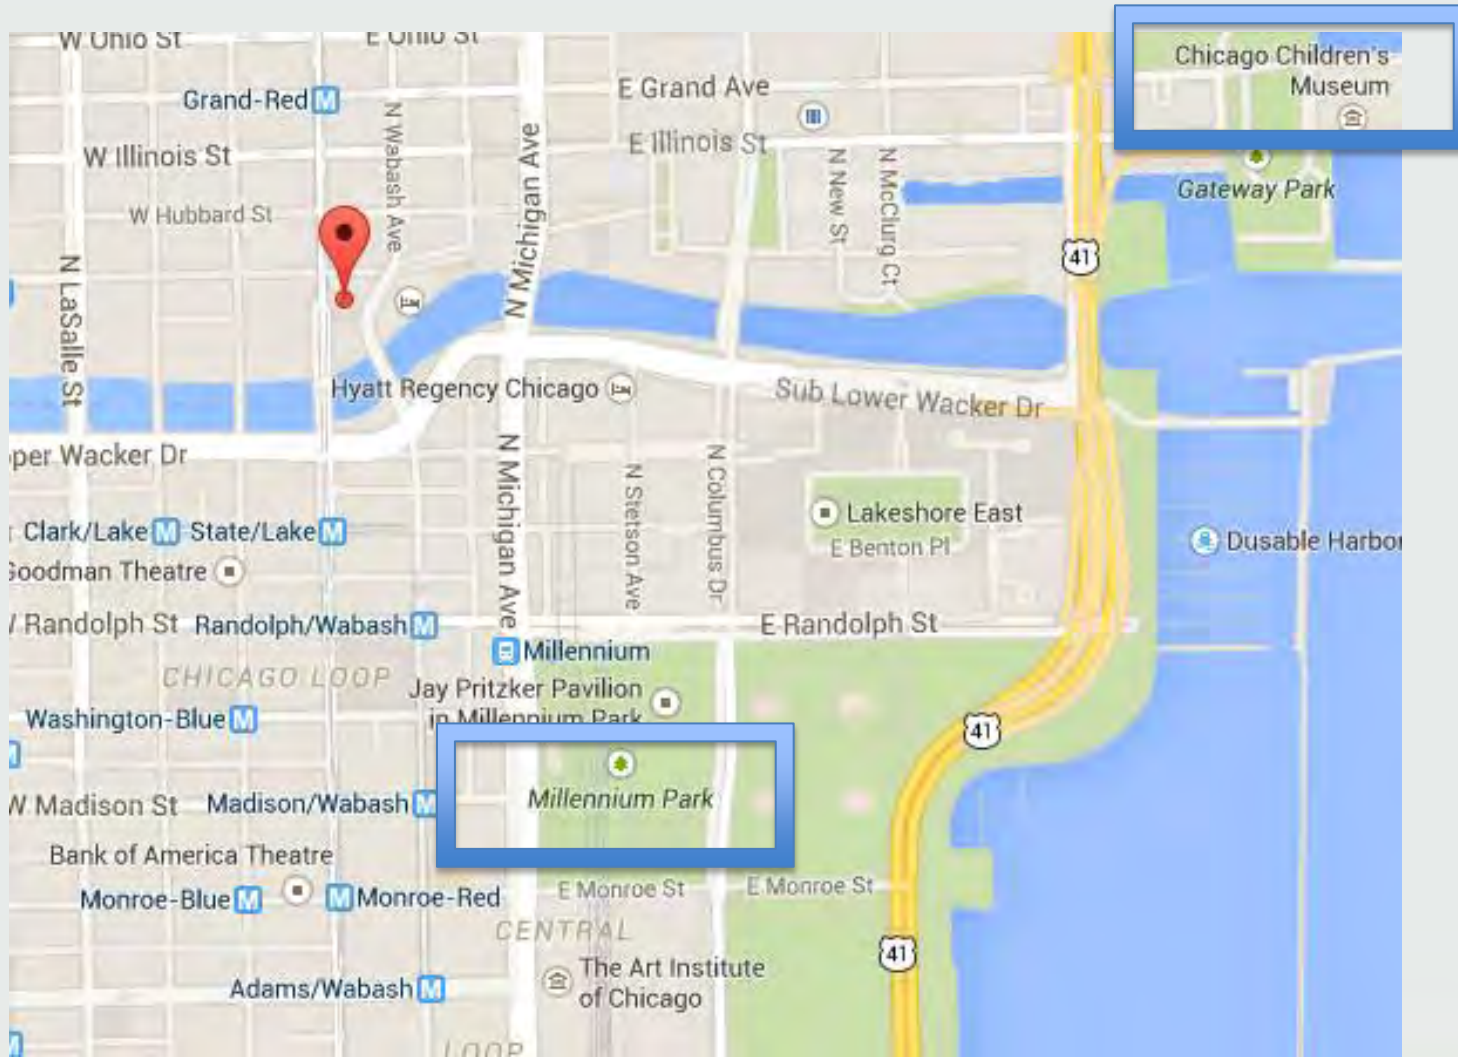 W Ohio St
E Ohio St
Chicago Children's
Museum
Grand-Red M
E Grand Ave
N Wabash Ave
N Michigan Ave
E Illinois St
W Illinois St
N New St
N McClurg Ct
Gateway Park
W Hubbard St
41
N LaSalle St
Hyatt Regency Chicago
Sub Lower Wacker Dr
per Wacker Dr
N Michigan Ave
N Stetson Ave
N Columbus Dr
Lakeshore East
E Benton Pl
Clark/Lake M State/Lake M
Dusable Harbor
Goodman Theatre
W Randolph St Randolph/Wabash M
E Randolph St
Millennium
CHICAGO LOOP
Jay Pritzker Pavilion
in Millennium Park
Washington-Blue M
41
Millennium Park
W Madison St Madison/Wabash M
Bank of America Theatre
Monroe-Blue M
M Monroe-Red
E Monroe St
E Monroe St
CENTRAL
41
The Art Institute
of Chicago
Adams/Wabash M
LOOP